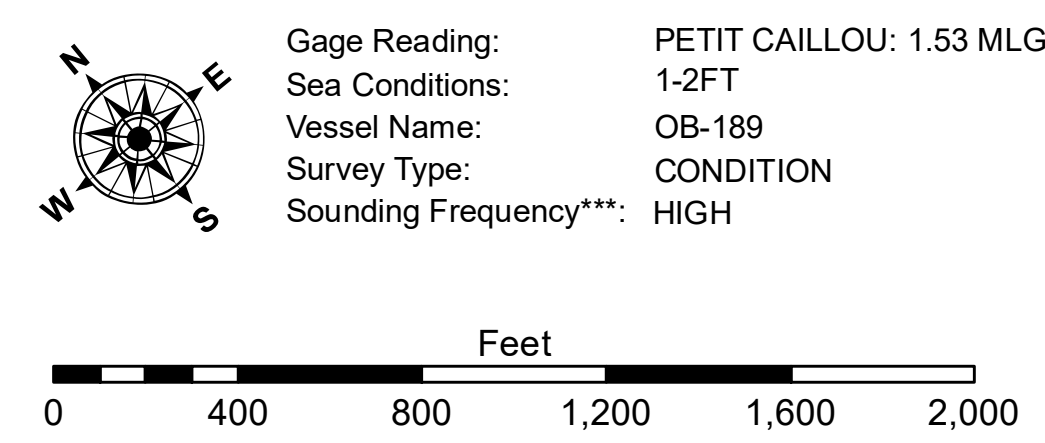 N
E
W
S
Gage Reading: PETIT CAILLOU: 1.53 MLG
Sea Conditions: 1-2FT
Vessel Name: OB-189
Survey Type: CONDITION
Sounding Frequency***: HIGH
Feet
0 400 800 1,200 1,600 2,000